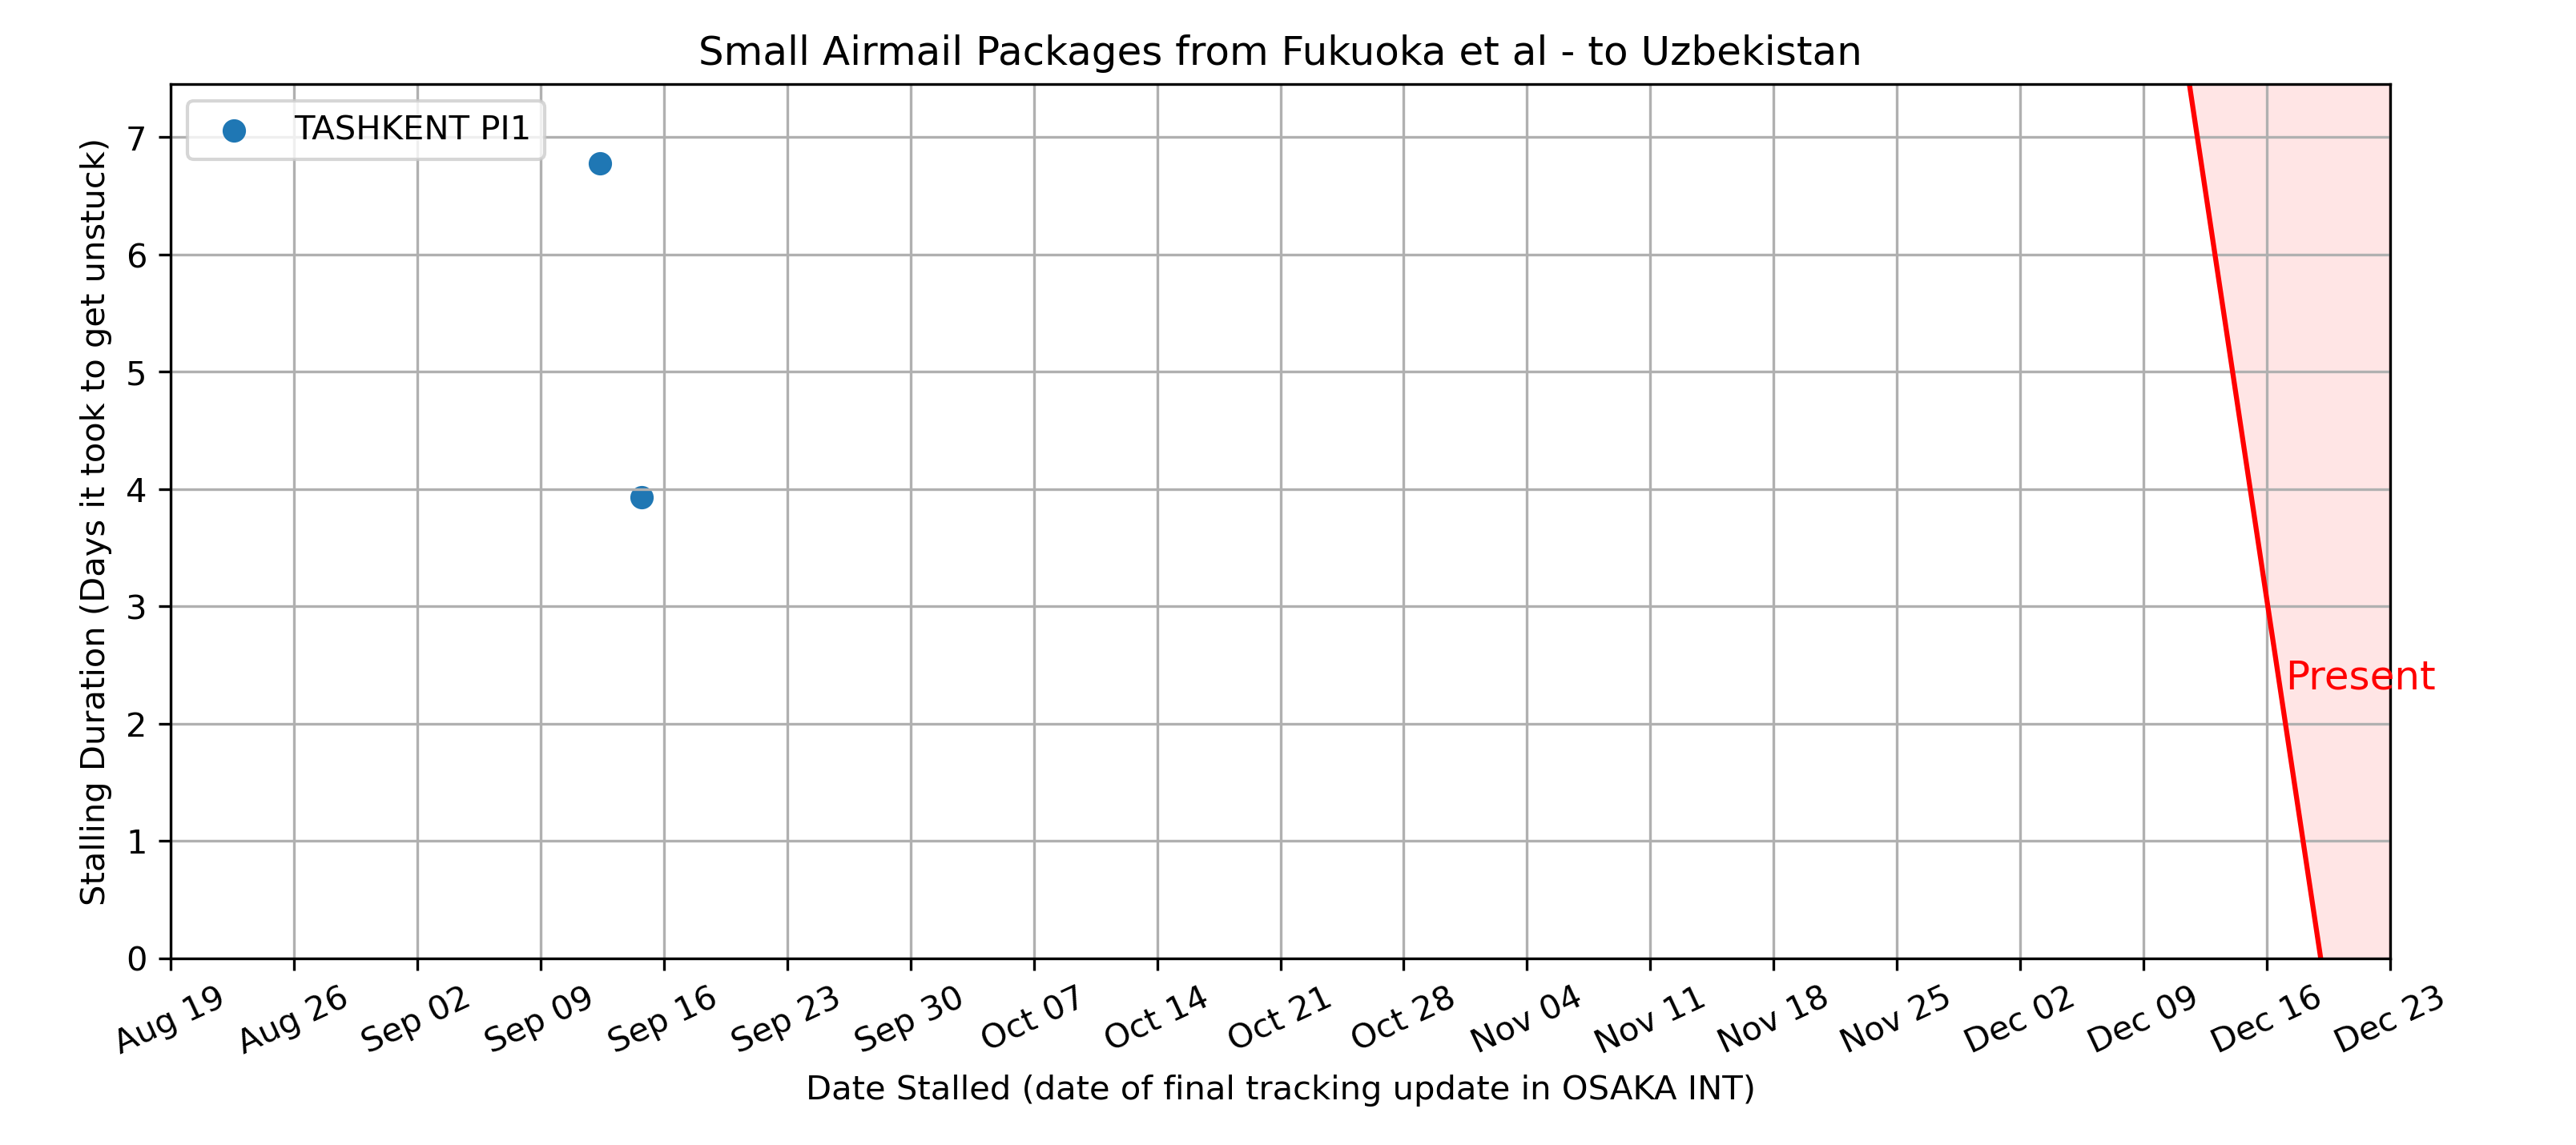 Small Airmail Packages from Fukuoka et al - to Uzbekistan
TASHKENT PI1
Stalling Duration (Days it took to get unstuck)
7
6
5
4
3
2
1
0
Present
Aug 19
Aug 26
Sep 02
Sep 09
Sep 16
Sep 23
Sep 30
Oct 07
Oct 14
Oct 21
Oct 28
Nov 04
Nov 11
Nov 18
Nov 25
Dec 02
Dec 09
Dec 16
Dec 23
Date Stalled (date of final tracking update in OSAKA INT)